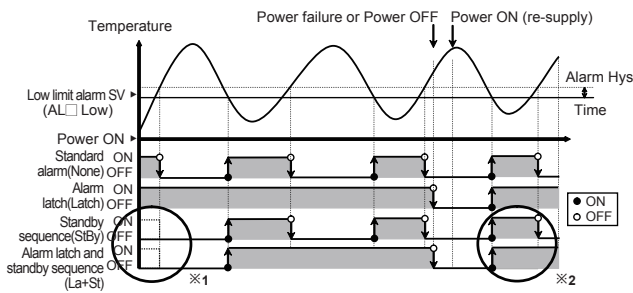 Temperature
Power failure or Power OFF
Power ON (re-supply)
Alarm Hys
Low limit alarm SV
(AL□ Low)
Time
Power ON
Standard alarm(None)
ON
OFF
Alarm latch(Latch)
ON
OFF
Standby sequence(StBy)
ON
OFF
Alarm latch and standby sequence (La+St)
ON
OFF
● ON
○ OFF
※1
※2